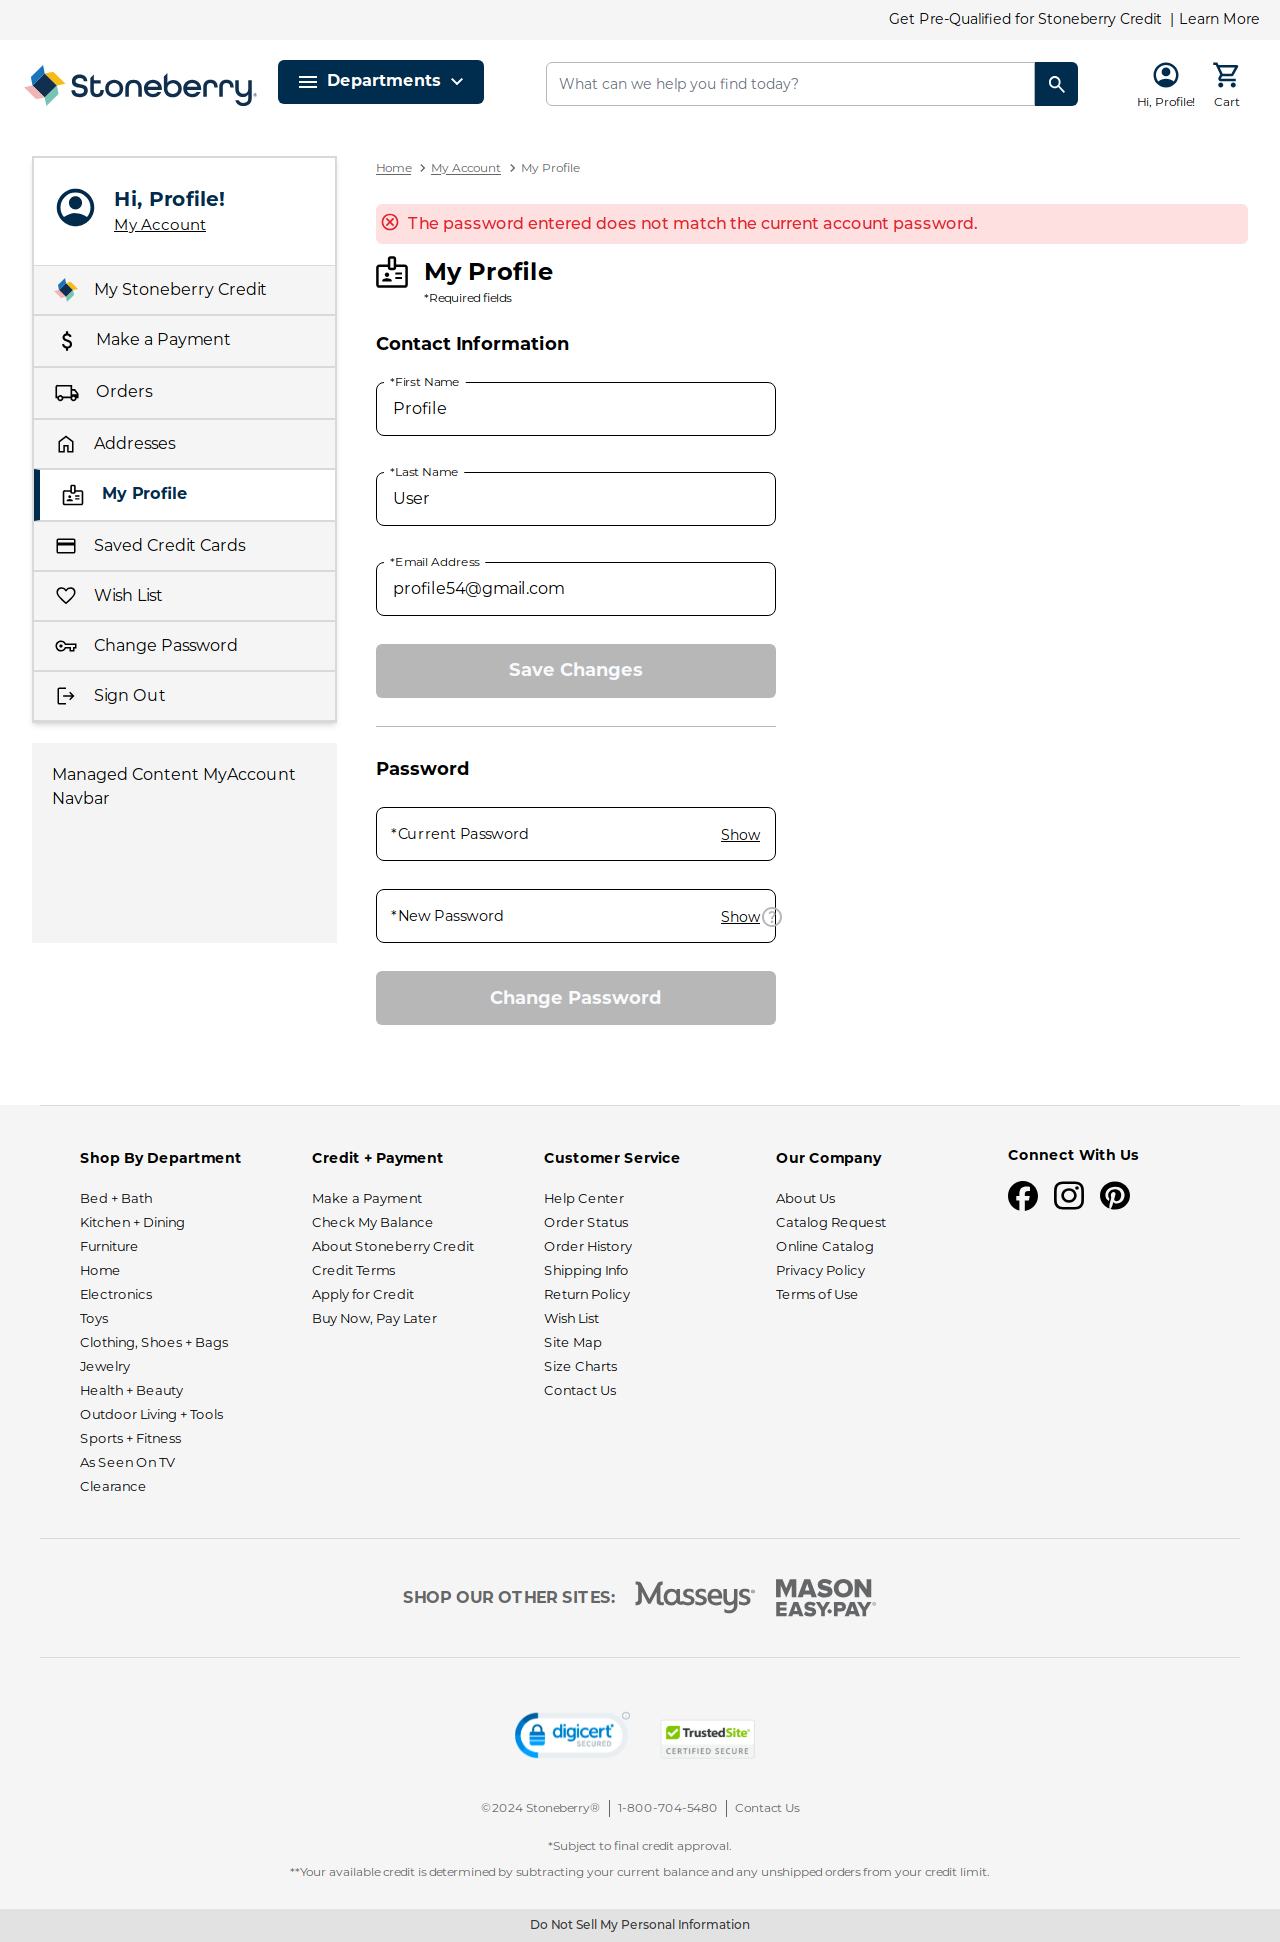 Get Pre-Qualified for Stoneberry Credit | Learn More
Stoneberry
Departments
What can we help you find today?
Hi, Profile!
Cart
Hi, Profile!
My Account
My Stoneberry Credit
Make a Payment
Orders
Addresses
My Profile
Saved Credit Cards
Wish List
Change Password
Sign Out
Managed Content MyAccount
Navbar
Home > My Account > My Profile
The password entered does not match the current account password.
My Profile
*Required fields
Contact Information
*First Name
Profile
*Last Name
User
*Email Address
profile54@gmail.com
Save Changes
Password
*Current Password Show
*New Password Show ?
Change Password
Shop By Department
Bed + Bath
Kitchen + Dining
Furniture
Home
Electronics
Toys
Clothing, Shoes + Bags
Jewelry
Health + Beauty
Outdoor Living + Tools
Sports + Fitness
As Seen On TV
Clearance
Credit + Payment
Make a Payment
Check My Balance
About Stoneberry Credit
Credit Terms
Apply for Credit
Buy Now, Pay Later
Customer Service
Help Center
Order Status
Order History
Shipping Info
Return Policy
Wish List
Site Map
Size Charts
Contact Us
Our Company
About Us
Catalog Request
Online Catalog
Privacy Policy
Terms of Use
Connect With Us
SHOP OUR OTHER SITES:
Masseys®
MASON
EASY•PAY®
digicert
SECURED
TrustedSite
CERTIFIED SECURE
©2024 Stoneberry® | 1-800-704-5480 | Contact Us
*Subject to final credit approval.
**Your available credit is determined by subtracting your current balance and any unshipped orders from your credit limit.
Do Not Sell My Personal Information